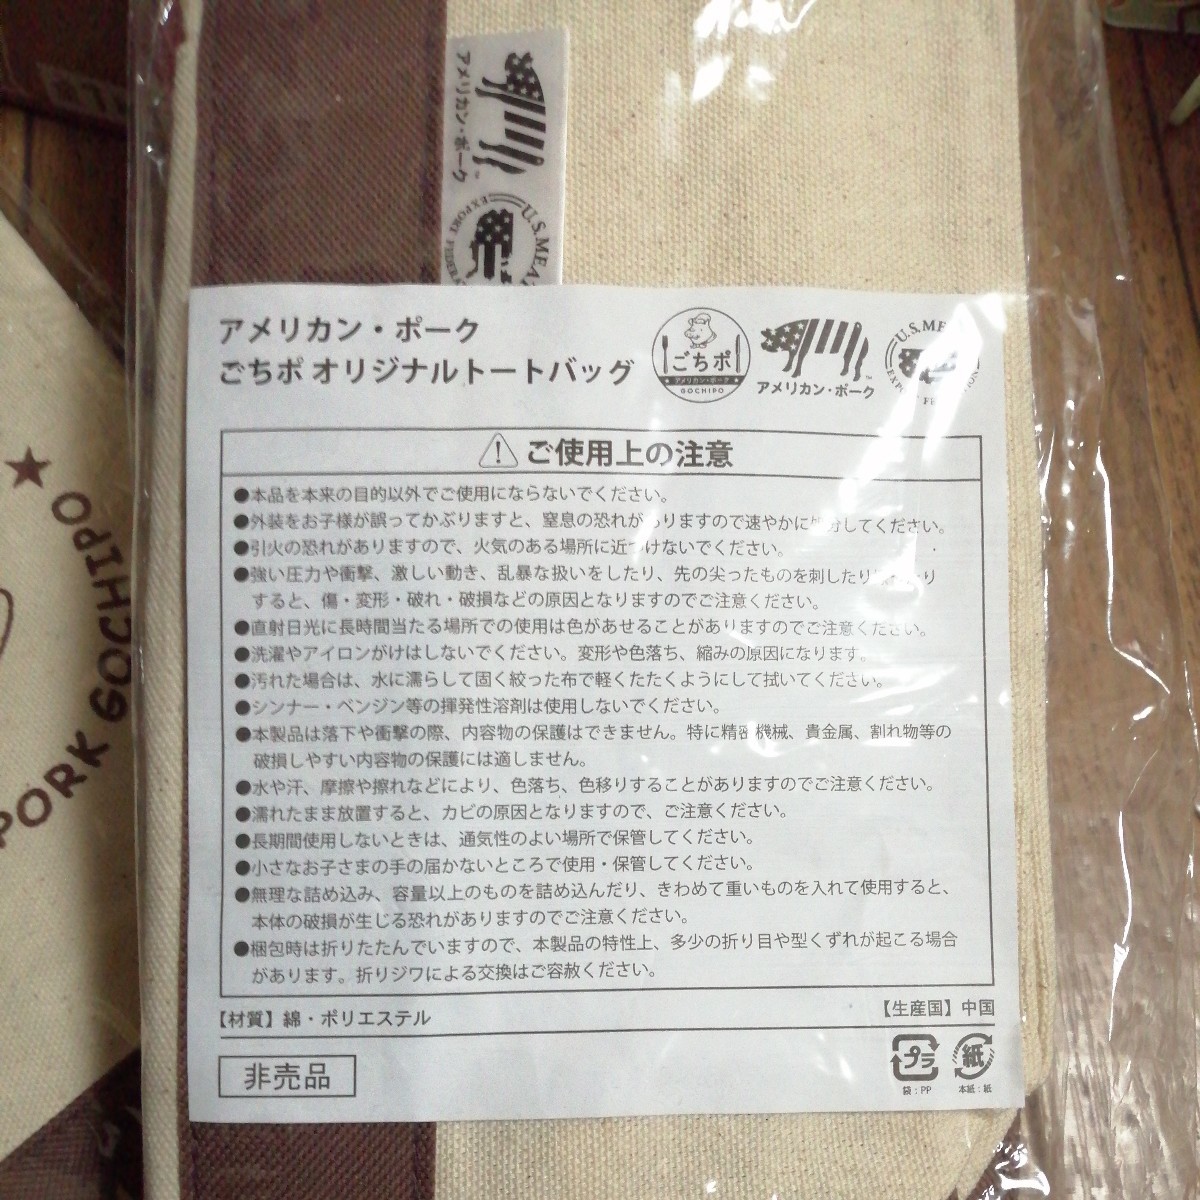 アメリカン・ポーク
U.S. MEA
EXPORT FEDER
アメリカン・ポーク
ごちポ オリジナルトートバッグ
ごちポ
アメリカン・ポーク
GOCHIPO
アメリカン・ポーク
U.S. ME
ご使用上の注意
●本品を本来の目的以外でご使用にならないでください。
●外装をお子様が誤ってかぶりますと、窒息の恐れがありますので速やかに処分してください。
●引火の恐れがありますので、火気のある場所に近づけないでください。
●強い圧力や衝撃、激しい動き、乱暴な扱いをしたり、先の尖ったものを刺したり
すると、傷・変形・破れ・破損などの原因となりますのでご注意ください。
●直射日光に長時間当たる場所での使用は色があせることがありますのでご注意ください。
●洗濯やアイロンがけはしないでください。変形や色落ち、縮みの原因になります。
●汚れた場合は、水に濡らして固く絞った布で軽くたたくようにして拭いてください。
●シンナー・ベンジン等の揮発性溶剤は使用しないでください。
●本製品は落下や衝撃の際、内容物の保護はできません。特に精密機械、貴金属、割れ物等の
破損しやすい内容物の保護には適しません。
●水や汗、摩擦や擦れなどにより、色落ち、色移りすることがありますのでご注意ください。
●濡れたまま放置すると、カビの原因となりますので、ご注意ください。
●長期間使用しないときは、通気性のよい場所で保管してください。
●小さなお子さまの手の届かないところで使用・保管してください。
●無理な詰め込み、容量以上のものを詰め込んだり、きわめて重いものを入れて使用すると、
本体の破損が生じる恐れがありますのでご注意ください。
●梱包時は折りたたんでいますので、本製品の特性上、多少の折り目や型くずれが起こる場合
があります。折りジワによる交換はご容赦ください。
【材質】綿・ポリエステル
【生産国】中国
非売品
プラ
袋：PP
紙
本紙：紙
PORK GOCHIPO